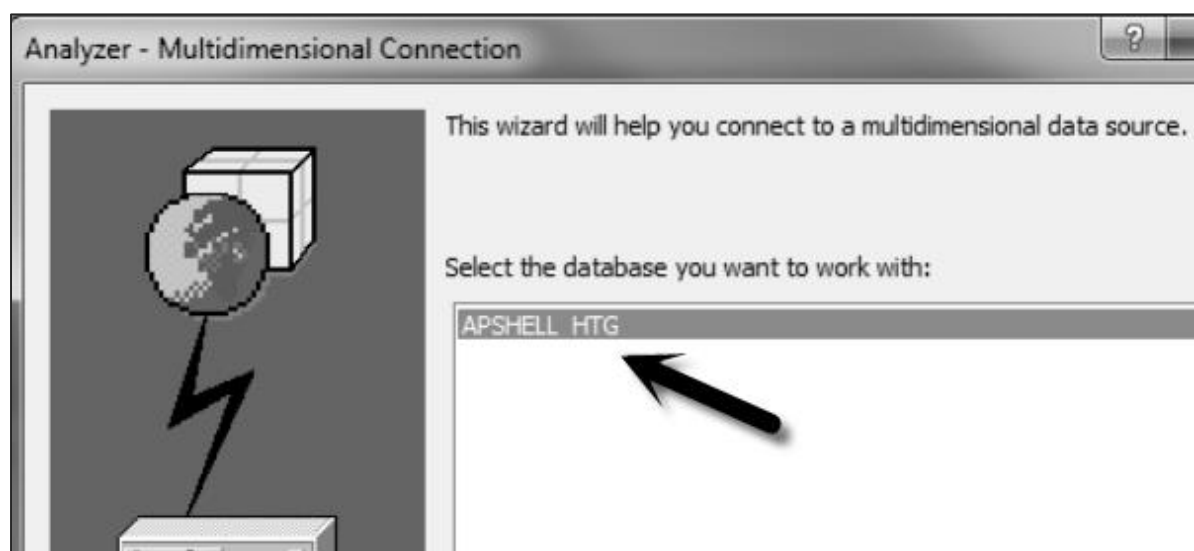 Analyzer - Multidimensional Connection
?
This wizard will help you connect to a multidimensional data source.
Select the database you want to work with:
APSHELL HTG